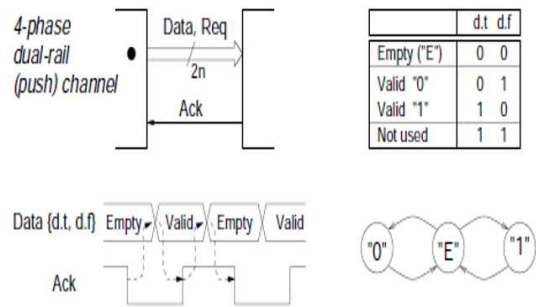 4-phase
dual-rail
(push) channel
Data, Req
2n
Ack
d.t d.f
Empty ("E") 0 0
Valid "0" 0 1
Valid "1" 1 0
Not used 1 1
Data {d.t, d.f} Empty Valid Empty Valid
Ack
"0" "E" "1"